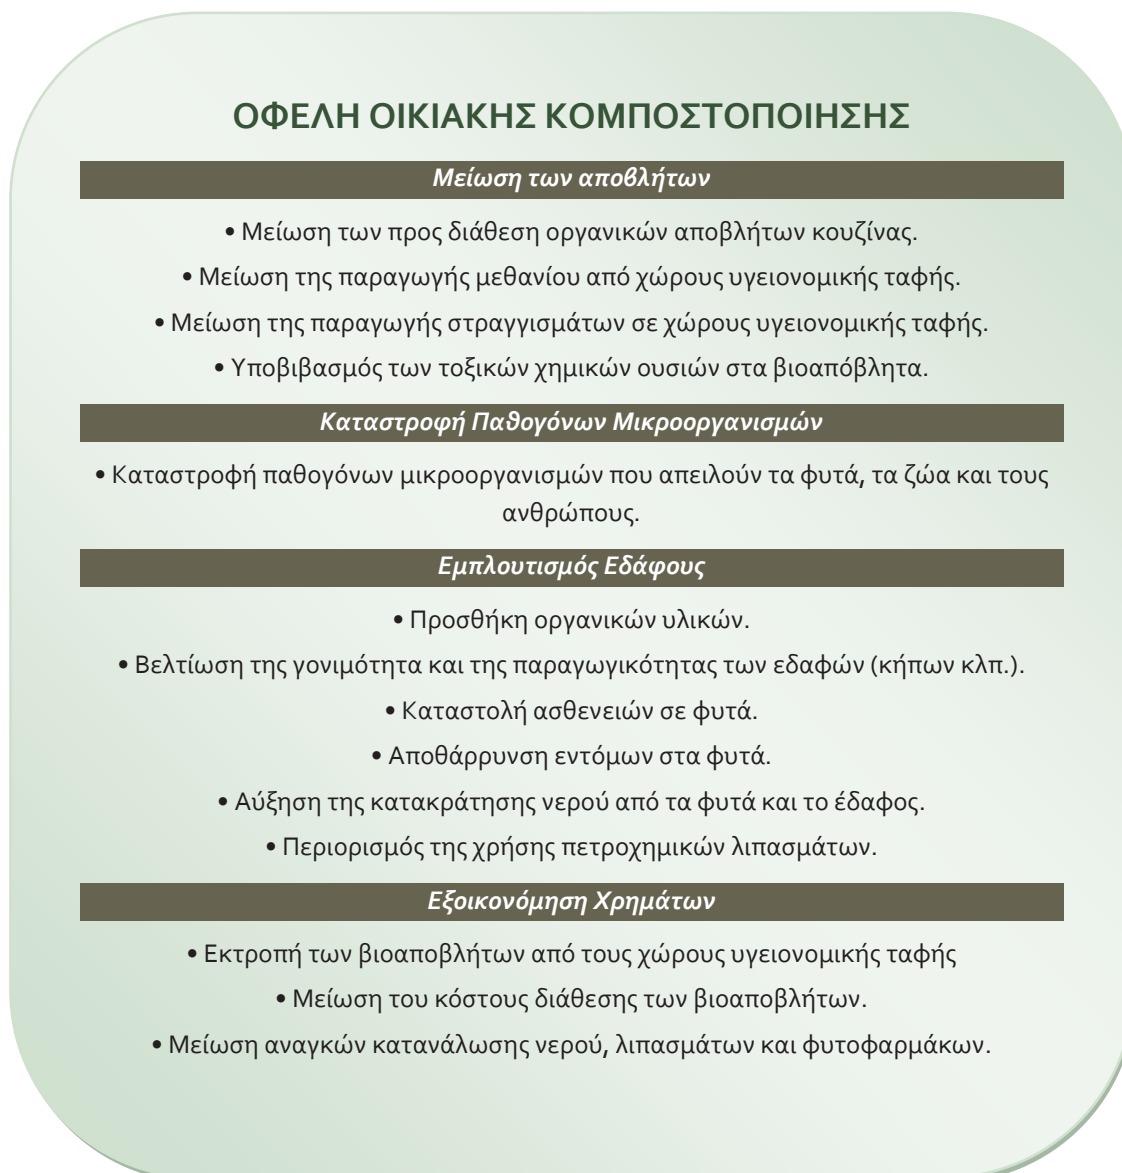 ΟΦΕΛΗ ΟΙΚΙΑΚΗΣ ΚΟΜΠΟΣΤΟΠΟΙΗΣΗΣ
Μείωση των αποβλήτων
• Μείωση των προς διάθεση οργανικών αποβλήτων κουζίνας.
• Μείωση της παραγωγής μεθανίου από χώρους υγειονομικής ταφής.
• Μείωση της παραγωγής στραγγισμάτων σε χώρους υγειονομικής ταφής.
• Υποβιβασμός των τοξικών χημικών ουσιών στα βιοαπόβλητα.
Καταστροφή Παθογόνων Μικροοργανισμών
• Καταστροφή παθογόνων μικροοργανισμών που απειλούν τα φυτά, τα ζώα και τους
ανθρώπους.
Εμπλουτισμός Εδάφους
• Προσθήκη οργανικών υλικών.
• Βελτίωση της γονιμότητα και της παραγωγικότητας των εδαφών (κήπων κλπ.).
• Καταστολή ασθενειών σε φυτά.
• Αποθάρρυνση εντόμων στα φυτά.
• Αύξηση της κατακράτησης νερού από τα φυτά και το έδαφος.
• Περιορισμός της χρήσης πετροχημικών λιπασμάτων.
Εξοικονόμηση Χρημάτων
• Εκτροπή των βιοαποβλήτων από τους χώρους υγειονομικής ταφής
• Μείωση του κόστους διάθεσης των βιοαποβλήτων.
• Μείωση αναγκών κατανάλωσης νερού, λιπασμάτων και φυτοφαρμάκων.